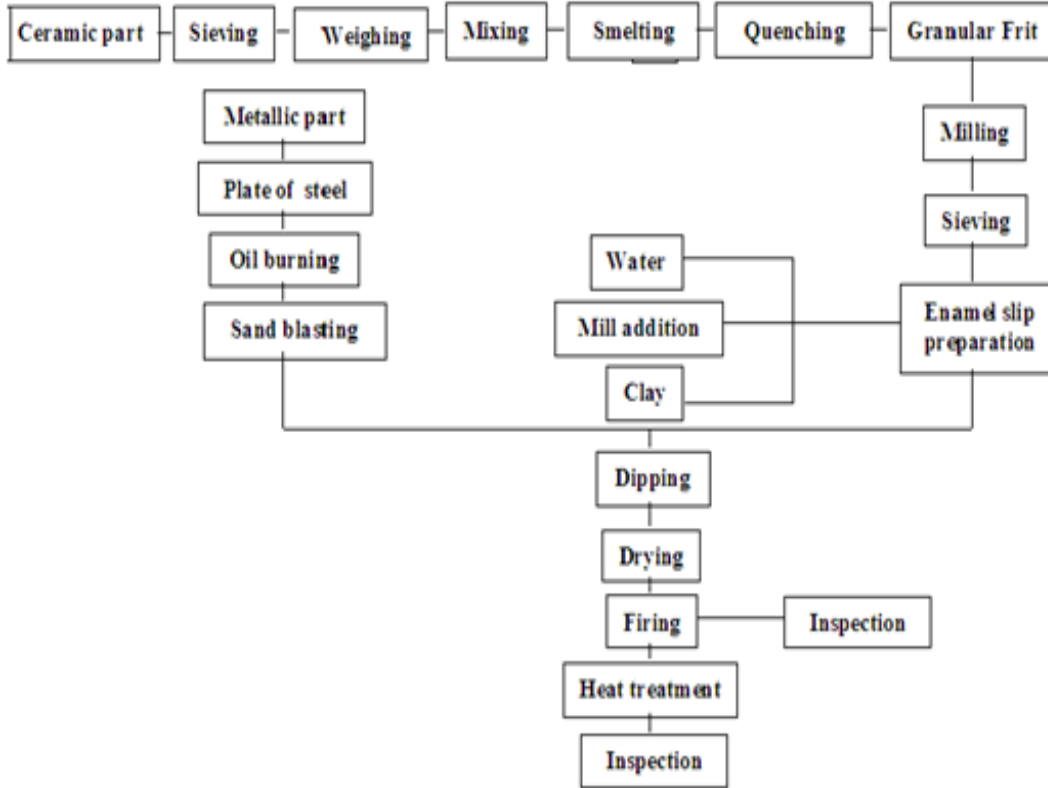 Ceramic part
Sieving
Weighing
Mixing
Smelting
Quenching
Granular Frit
Metallic part
Milling
Plate of steel
Sieving
Oil burning
Water
Sand blasting
Mill addition
Enamel slip
preparation
Clay
Dipping
Drying
Firing
Inspection
Heat treatment
Inspection